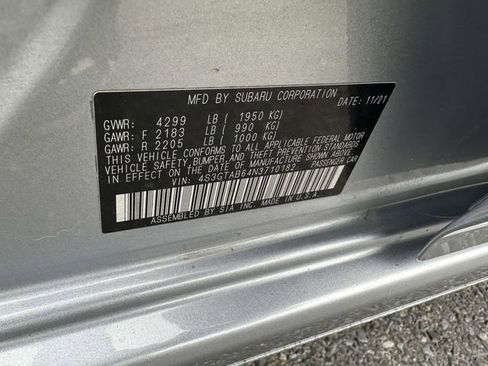 MFD BY SUBARU CORPORATION
DATE: 11/21
GVWR: 4299 LB ( 1950 KG)
GAWR: F 2183 LB ( 990 KG)
GAWR: R 2205 LB ( 1000 KG)
THIS VEHICLE CONFORMS TO ALL APPLICABLE FEDERAL MOTOR
VEHICLE SAFETY, BUMPER, AND THEFT PREVENTION STANDARDS
IN EFFECT ON THE DATE OF MANUFACTURE SHOWN ABOVE.
VIN: 4S3GTAB64N3710182 PASSENGER CAR
ASSEMBLED BY SIA INC. MADE IN U.S.A.